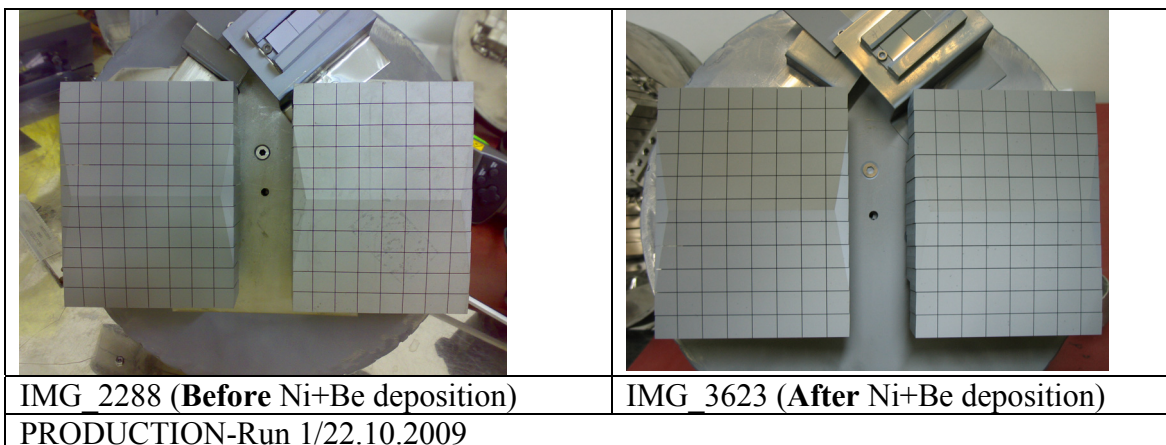 IMG_2288 (Before Ni+Be deposition)
IMG_3623 (After Ni+Be deposition)
PRODUCTION-Run 1/22.10.2009